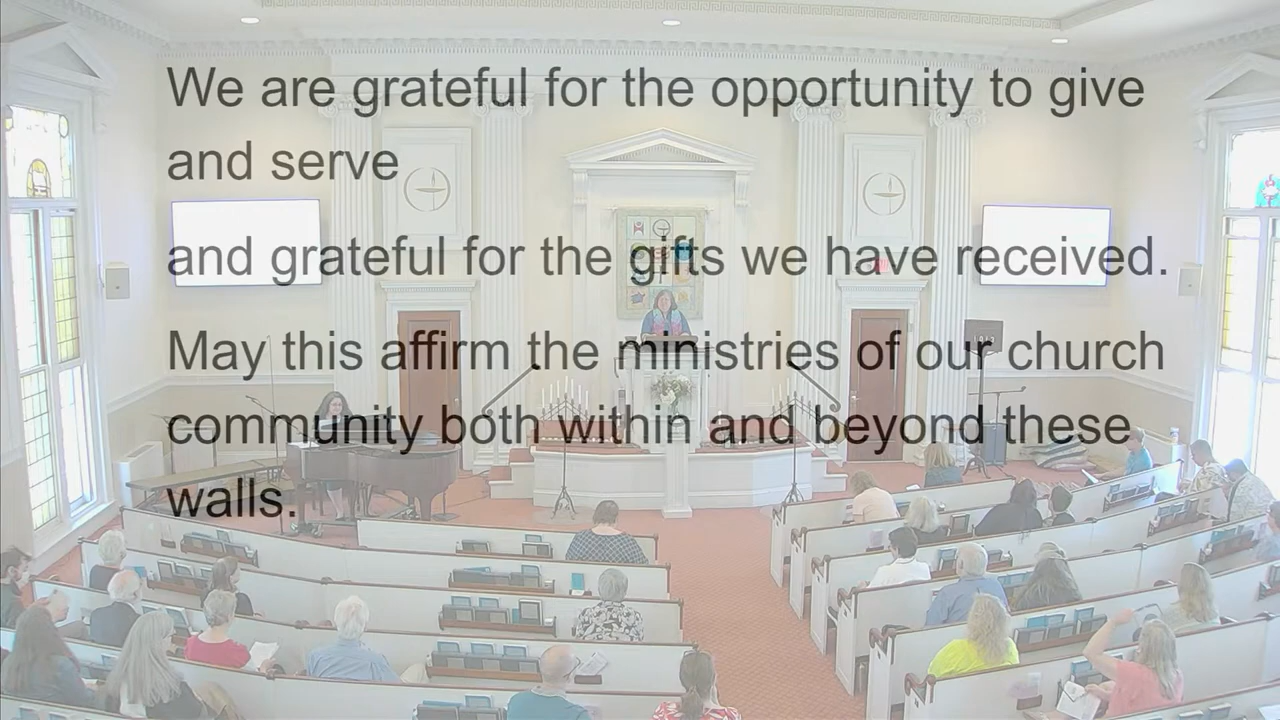 We are grateful for the opportunity to give
and serve
and grateful for the gifts we have received.
May this affirm the ministries of our church
community both within and beyond these
walls.